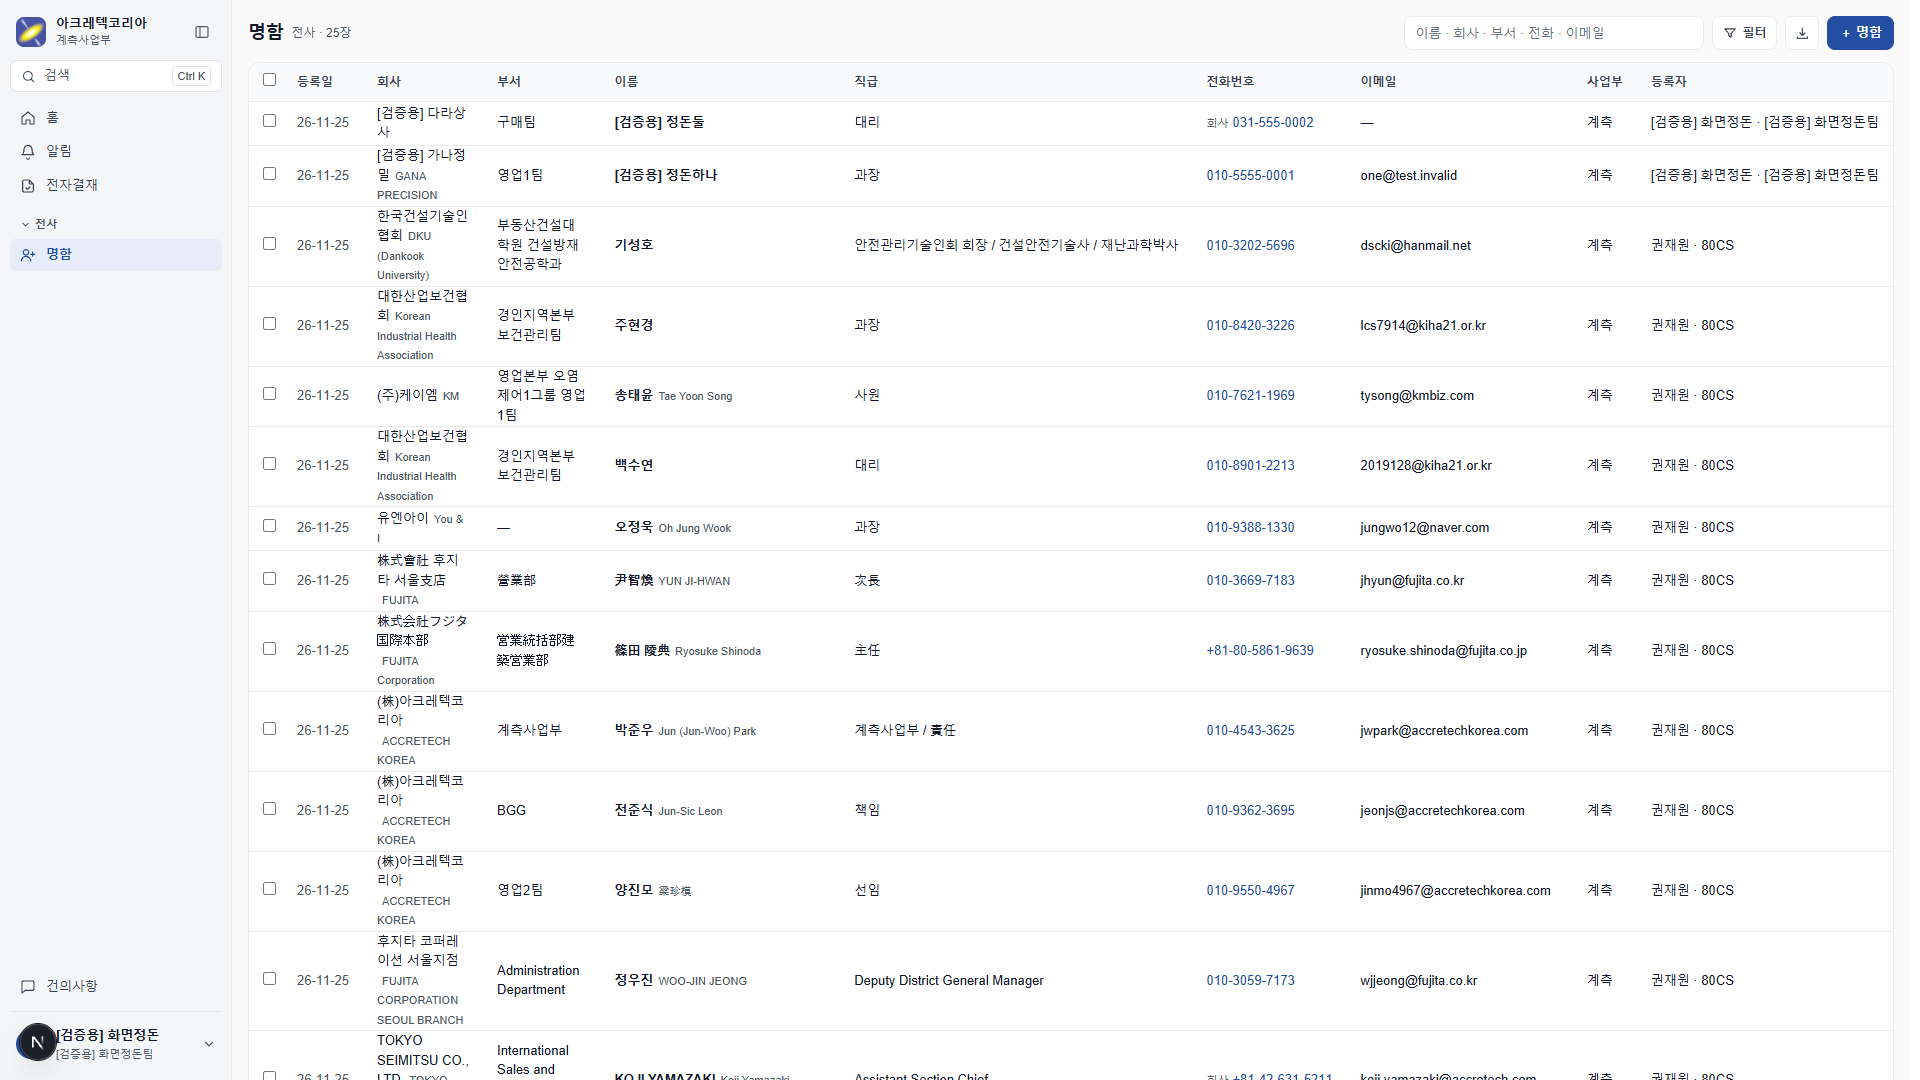 아크레텍코리아
계측사업부
검색 Ctrl K
홈
알림
전자결재
전사
명함
건의사항
N
[검증용] 화면정돈
[검증용] 화면정돈팀
명함 전사 · 25장
이름 · 회사 · 부서 · 전화 · 이메일
필터
+ 명함
등록일 회사 부서 이름 직급 전화번호 이메일 사업부 등록자
26-11-25 [검증용] 다라상사 구매팀 [검증용] 정돈둘 대리 회사 031-555-0002 — 계측 [검증용] 화면정돈 · [검증용] 화면정돈팀
26-11-25 [검증용] 가나정밀 GANA PRECISION 영업1팀 [검증용] 정돈하나 과장 010-5555-0001 one@test.invalid 계측 [검증용] 화면정돈 · [검증용] 화면정돈팀
26-11-25 한국건설기술인협회 DKU (Dankook University) 부동산건설대학원 건설방재안전공학과 기성호 안전관리기술인회 회장 / 건설안전기술사 / 재난과학박사 010-3202-5696 dscki@hanmail.net 계측 권재원 · 80CS
26-11-25 대한산업보건협회 Korean Industrial Health Association 경인지역본부 보건관리팀 주현경 과장 010-8420-3226 lcs7914@kiha21.or.kr 계측 권재원 · 80CS
26-11-25 (주)케이엠 KM 영업본부 오염제어1그룹 영업1팀 송태윤 Tae Yoon Song 사원 010-7621-1969 tysong@kmbiz.com 계측 권재원 · 80CS
26-11-25 대한산업보건협회 Korean Industrial Health Association 경인지역본부 보건관리팀 백수연 대리 010-8901-2213 2019128@kiha21.or.kr 계측 권재원 · 80CS
26-11-25 유엔아이 You & I — 오정욱 Oh Jung Wook 과장 010-9388-1330 jungwo12@naver.com 계측 권재원 · 80CS
26-11-25 株式會社 후지타 서울支店 FUJITA 營業部 尹智煥 YUN JI-HWAN 次長 010-3669-7183 jhyun@fujita.co.kr 계측 권재원 · 80CS
26-11-25 株式会社フジタ 国際本部 FUJITA Corporation 営業統括部建築営業部 篠田 陵典 Ryosuke Shinoda 主任 +81-80-5861-9639 ryosuke.shinoda@fujita.co.jp 계측 권재원 · 80CS
26-11-25 (株)아크레텍코리아 ACCRETECH KOREA 계측사업부 박준우 Jun (Jun-Woo) Park 계측사업부 / 責任 010-4543-3625 jwpark@accretechkorea.com 계측 권재원 · 80CS
26-11-25 (株)아크레텍코리아 ACCRETECH KOREA BGG 전준식 Jun-Sic Leon 책임 010-9362-3695 jeonjs@accretechkorea.com 계측 권재원 · 80CS
26-11-25 (株)아크레텍코리아 ACCRETECH KOREA 영업2팀 양진모 梁珍模 선임 010-9550-4967 jinmo4967@accretechkorea.com 계측 권재원 · 80CS
26-11-25 후지타 코퍼레이션 서울지점 FUJITA CORPORATION SEOUL BRANCH Administration Department 정우진 WOO-JIN JEONG Deputy District General Manager 010-3059-7173 wjjeong@fujita.co.kr 계측 권재원 · 80CS
26-11-25 TOKYO SEIMITSU CO., LTD. TOKYO International Sales and KOJI YAMAZAKI Koji Yamazaki Assistant Section Chief 회사 +81-42-631-5211 koji.yamazaki@accretech.com 계측 권재원 · 80CS